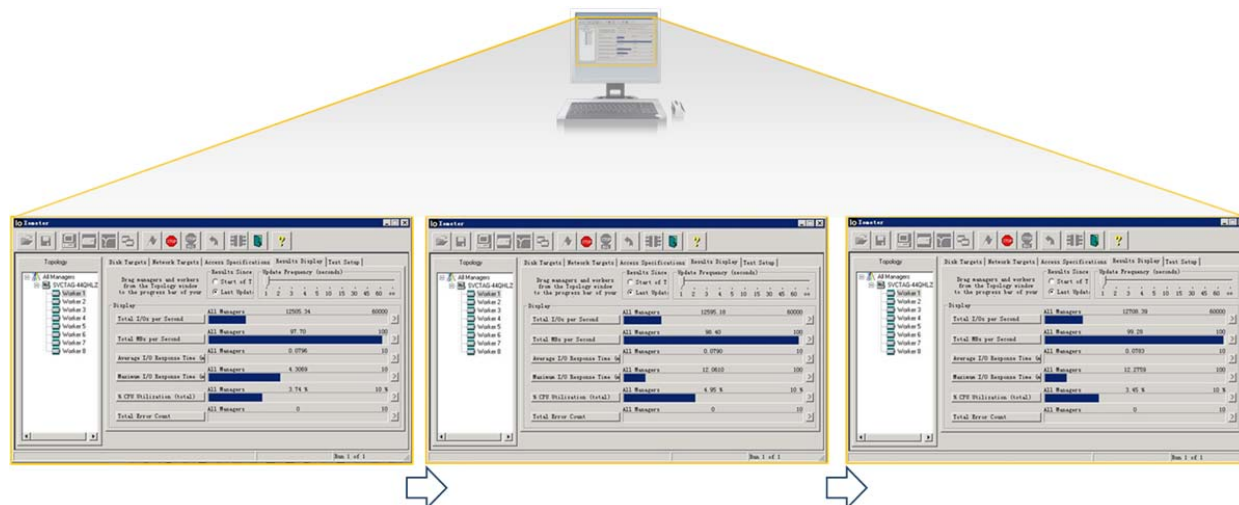 Iometer
STOP
Topology
All Managers
SVCTAG-44QHLZ
Worker 1
Worker 2
Worker 3
Worker 4
Worker 5
Worker 6
Worker 7
Worker 8
Disk Targets | Network Targets | Access Specifications | Results Display | Test Setup
Drag managers and workers
from the Topology window
to the progress bar of your
Results Since
Start of T
Last Updat
Update Frequency (seconds)
1 2 3 4 5 10 15 30 45 60 oo
Display
All Managers 12505.34 60000
Total I/Os per Second
All Managers 97.70 100
Total MBs per Second
All Managers 0.0796 10
Average I/O Response Time (m
All Managers 4.3069 10
Maximum I/O Response Time (m
All Managers 3.74 % 10 %
% CPU Utilization (total)
All Managers 0 10
Total Error Count
Run 1 of 1
Iometer
STOP
Topology
All Managers
SVCTAG-44QHLZ
Worker 1
Worker 2
Worker 3
Worker 4
Worker 5
Worker 6
Worker 7
Worker 8
Disk Targets | Network Targets | Access Specifications | Results Display | Test Setup
Drag managers and workers
from the Topology window
to the progress bar of your
Results Since
Start of T
Last Updat
Update Frequency (seconds)
1 2 3 4 5 10 15 30 45 60 oo
Display
All Managers 12595.18 60000
Total I/Os per Second
All Managers 98.40 100
Total MBs per Second
All Managers 0.0790 10
Average I/O Response Time (m
All Managers 12.0610 100
Maximum I/O Response Time (m
All Managers 4.95 % 10 %
% CPU Utilization (total)
All Managers 0 10
Total Error Count
Run 1 of 1
Iometer
STOP
Topology
All Managers
SVCTAG-44QHLZ
Worker 1
Worker 2
Worker 3
Worker 4
Worker 5
Worker 6
Worker 7
Worker 8
Disk Targets | Network Targets | Access Specifications | Results Display | Test Setup
Drag managers and workers
from the Topology window
to the progress bar of your
Results Since
Start of T
Last Updat
Update Frequency (seconds)
1 2 3 4 5 10 15 30 45 60 oo
Display
All Managers 12708.39 60000
Total I/Os per Second
All Managers 99.28 100
Total MBs per Second
All Managers 0.0783 10
Average I/O Response Time (m
All Managers 12.2759 100
Maximum I/O Response Time (m
All Managers 3.45 % 10 %
% CPU Utilization (total)
All Managers 0 10
Total Error Count
Run 1 of 1